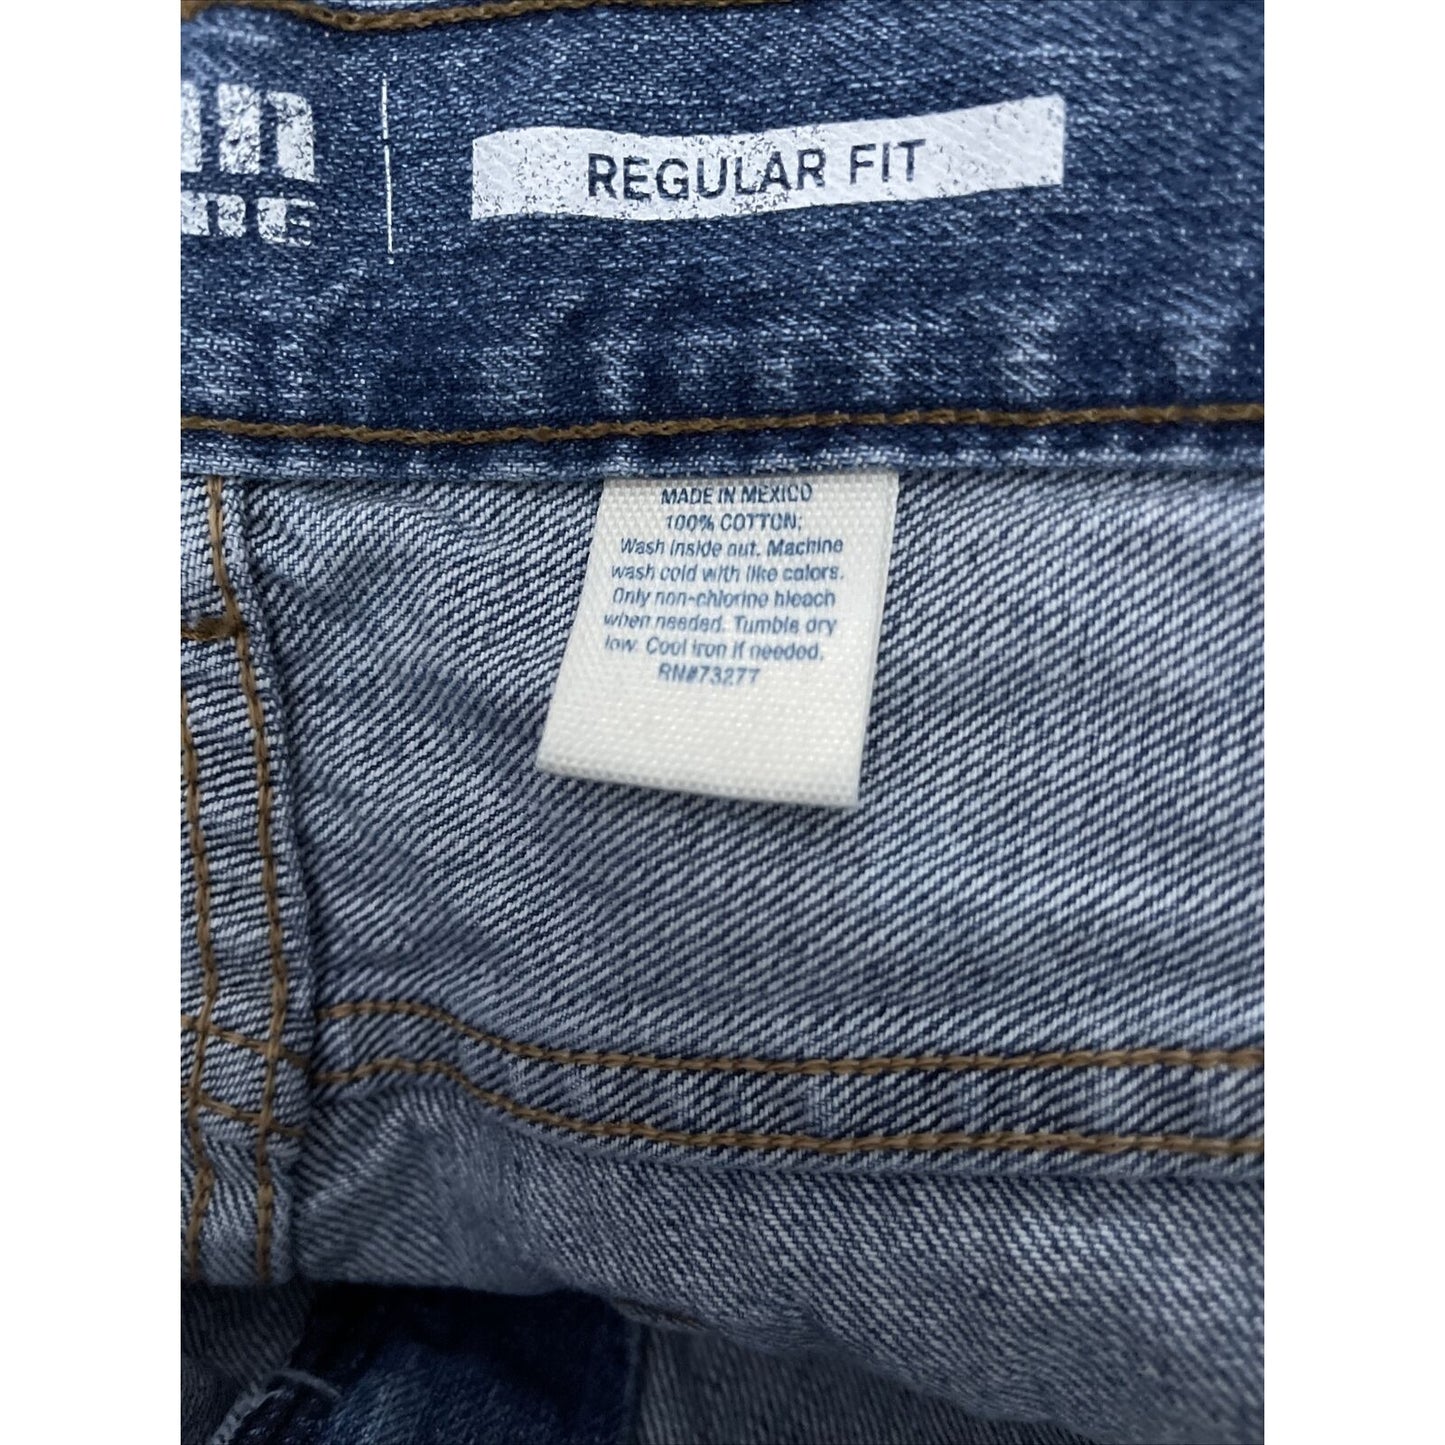 REGULAR FIT
MADE IN MEXICO
100% COTTON;
Wash inside out. Machine
wash cold with like colors.
Only non-chlorine bleach
when needed. Tumble dry
low. Cool iron if needed.
RN#73277